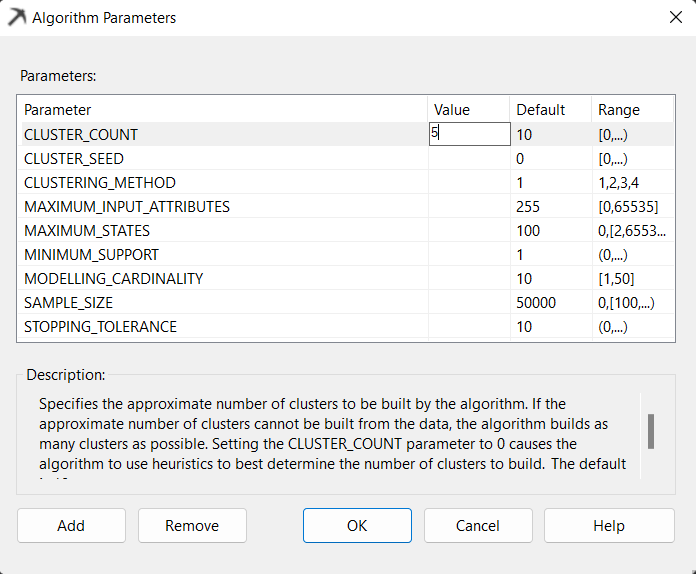 Algorithm Parameters
Parameters:
Parameter Value Default Range
CLUSTER_COUNT 5 10 [0,...)
CLUSTER_SEED 0 [0,...)
CLUSTERING_METHOD 1 1,2,3,4
MAXIMUM_INPUT_ATTRIBUTES 255 [0,65535]
MAXIMUM_STATES 100 0,[2,6553...
MINIMUM_SUPPORT 1 (0,...)
MODELLING_CARDINALITY 10 [1,50]
SAMPLE_SIZE 50000 0,[100,...)
STOPPING_TOLERANCE 10 (0,...)
Description:
Specifies the approximate number of clusters to be built by the algorithm. If the
approximate number of clusters cannot be built from the data, the algorithm builds as
many clusters as possible. Setting the CLUSTER_COUNT parameter to 0 causes the
algorithm to use heuristics to best determine the number of clusters to build. The default
Add Remove OK Cancel Help